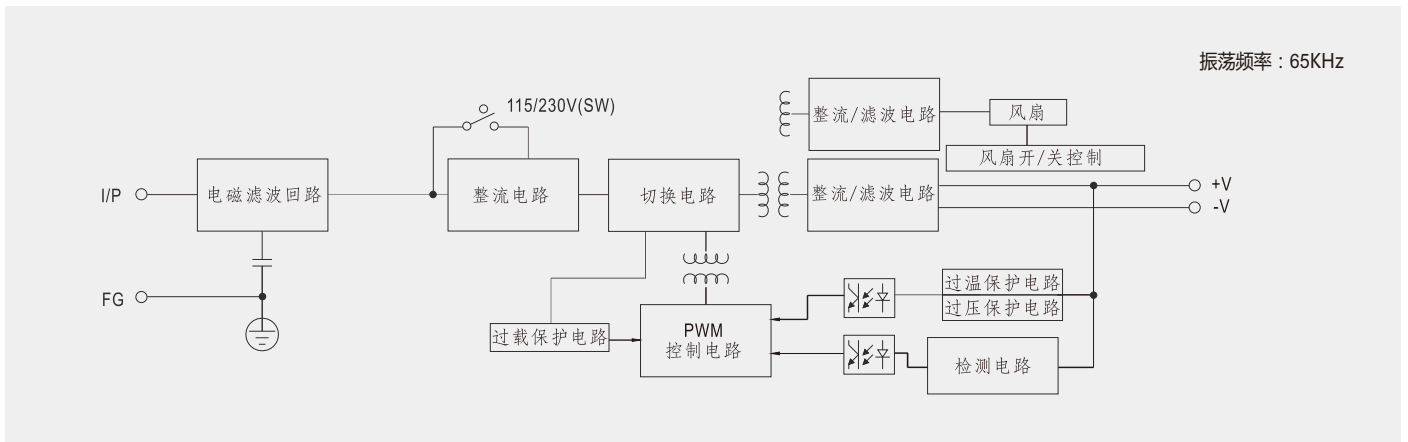 振荡频率：65KHz
115/230V(SW)
整流/滤波电路
风扇
风扇开/关控制
I/P
电磁滤波回路
整流电路
切换电路
整流/滤波电路
+V
-V
FG
过载保护电路
PWM
控制电路
过温保护电路
过压保护电路
检测电路